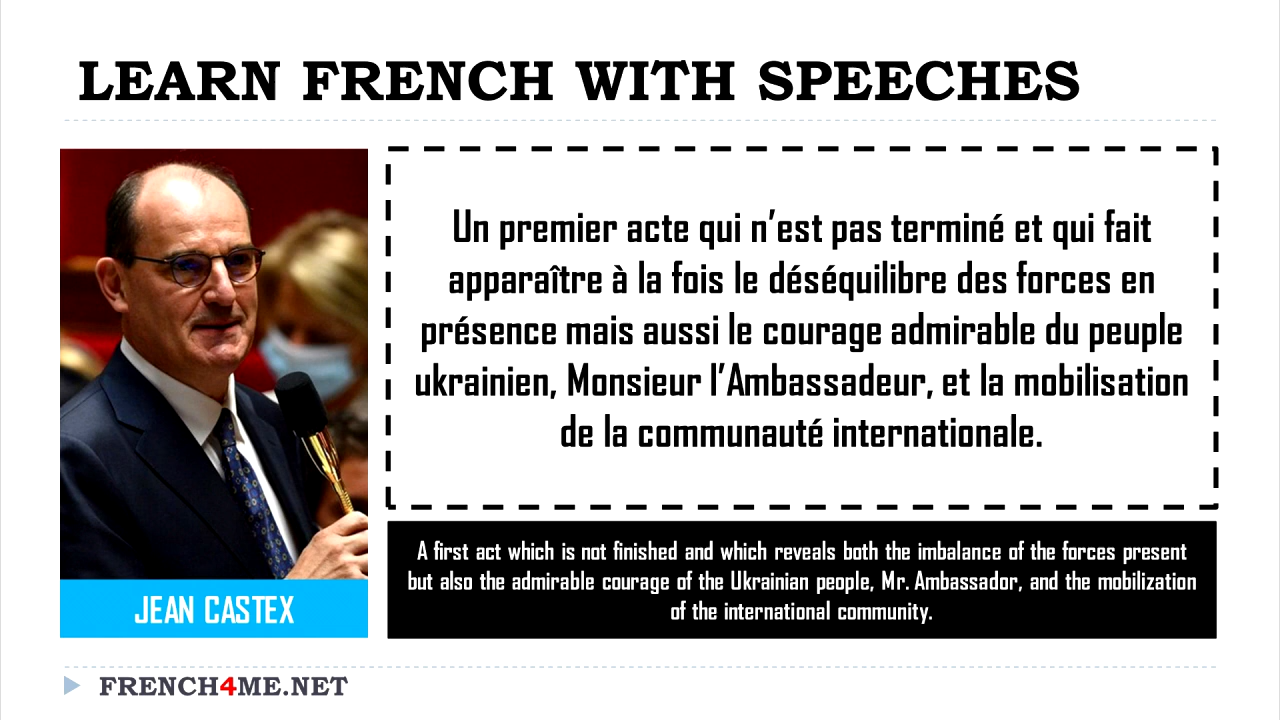 LEARN FRENCH WITH SPEECHES
Un premier acte qui n’est pas terminé et qui fait
apparaître à la fois le déséquilibre des forces en
présence mais aussi le courage admirable du peuple
ukrainien, Monsieur l’Ambassadeur, et la mobilisation
de la communauté internationale.
A first act which is not finished and which reveals both the imbalance of the forces present
but also the admirable courage of the Ukrainian people, Mr. Ambassador, and the mobilization
of the international community.
JEAN CASTEX
FRENCH4ME.NET